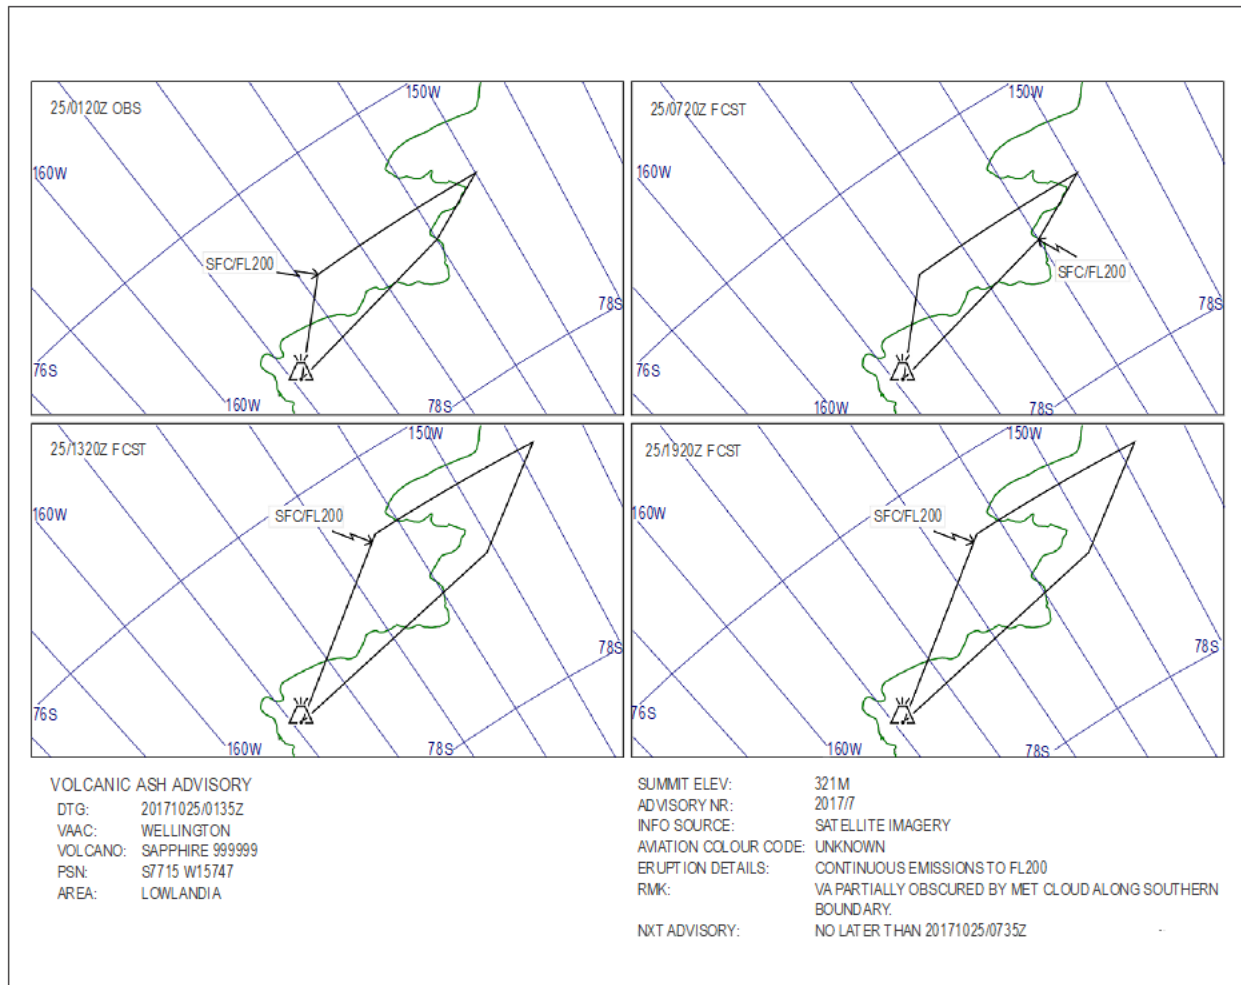 25/0120Z OBS
150W
160W
SFC/FL200
78S
76S
160W
78S
25/0720Z FCST
150W
160W
SFC/FL200
78S
76S
160W
78S
25/1320Z FCST
150W
SFC/FL200
160W
78S
76S
160W
78S
25/1920Z FCST
150W
SFC/FL200
160W
78S
76S
160W
78S
VOLCANIC ASH ADVISORY
DTG: 20171025/0135Z
VAAC: WELLINGTON
VOLCANO: SAPPHIRE 999999
PSN: S7715 W15747
AREA: LOWLANDIA
SUMMIT ELEV: 321M
ADVISORY NR: 2017/7
INFO SOURCE: SATELLITE IMAGERY
AVIATION COLOUR CODE: UNKNOWN
ERUPTION DETAILS: CONTINUOUS EMISSIONS TO FL200
RMK: VA PARTIALLY OBSCURED BY MET CLOUD ALONG SOUTHERN
BOUNDARY.
NXT ADVISORY: NO LATER THAN 20171025/0735Z